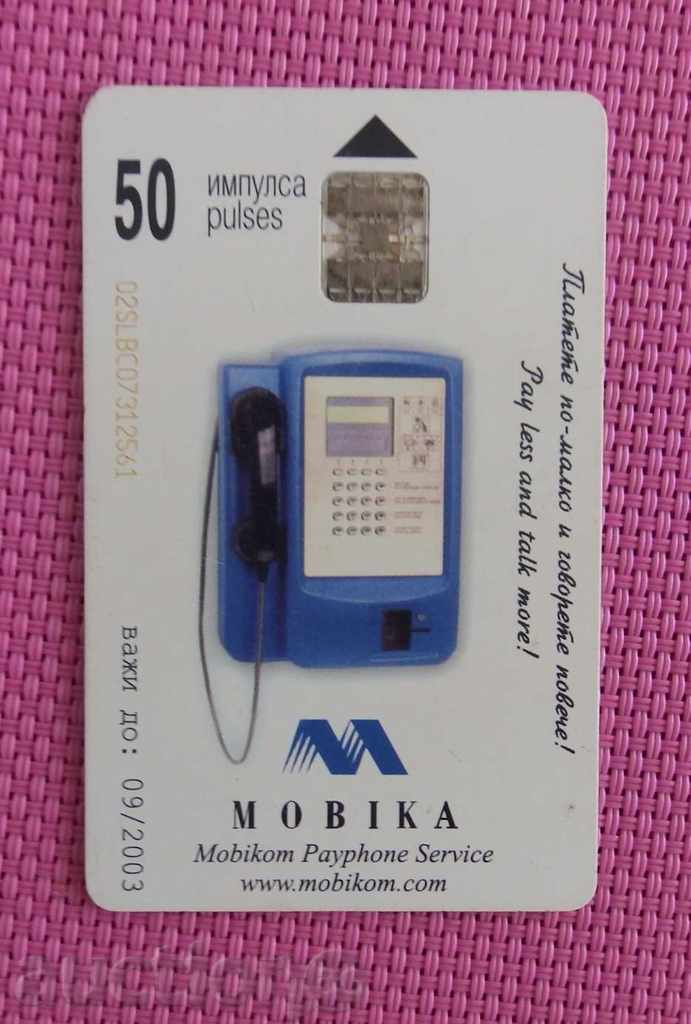 50
импулса
pulses
02SLBC07312561
важи до: 09/2003
Платете по-малко и говорете повече!
Pay less and talk more!
MOBIKA
Mobikom Payphone Service
www.mobikom.com